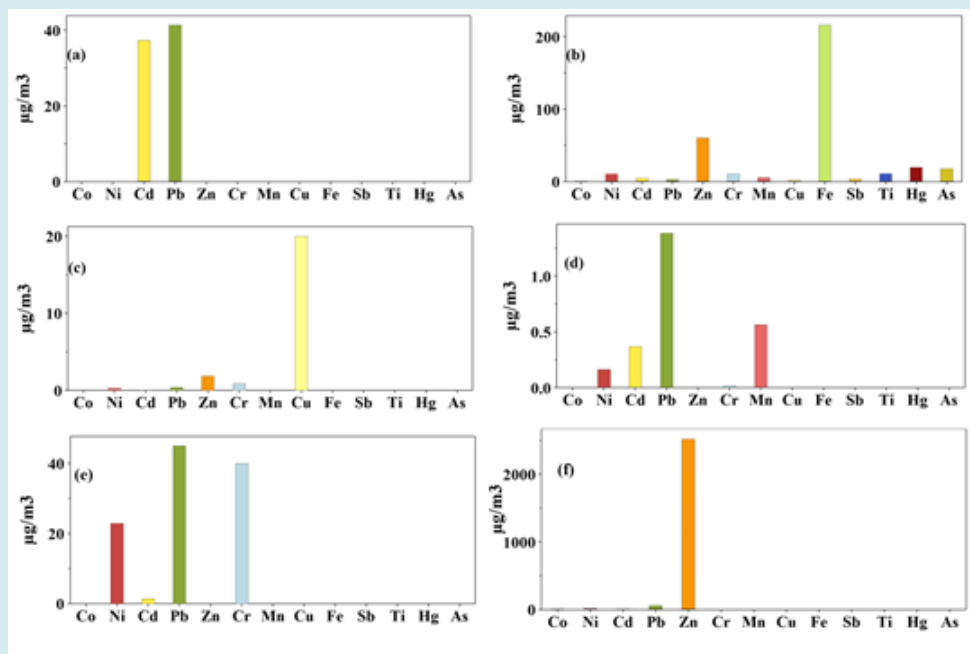 (a)
µg/m3
40
20
0
Co Ni Cd Pb Zn Cr Mn Cu Fe Sb Ti Hg As
(b)
µg/m3
200
100
0
Co Ni Cd Pb Zn Cr Mn Cu Fe Sb Ti Hg As
(c)
µg/m3
20
10
0
Co Ni Cd Pb Zn Cr Mn Cu Fe Sb Ti Hg As
(d)
µg/m3
1.0
0.5
0.0
Co Ni Cd Pb Zn Cr Mn Cu Fe Sb Ti Hg As
(e)
µg/m3
40
20
0
Co Ni Cd Pb Zn Cr Mn Cu Fe Sb Ti Hg As
(f)
µg/m3
2000
1000
0
Co Ni Cd Pb Zn Cr Mn Cu Fe Sb Ti Hg As